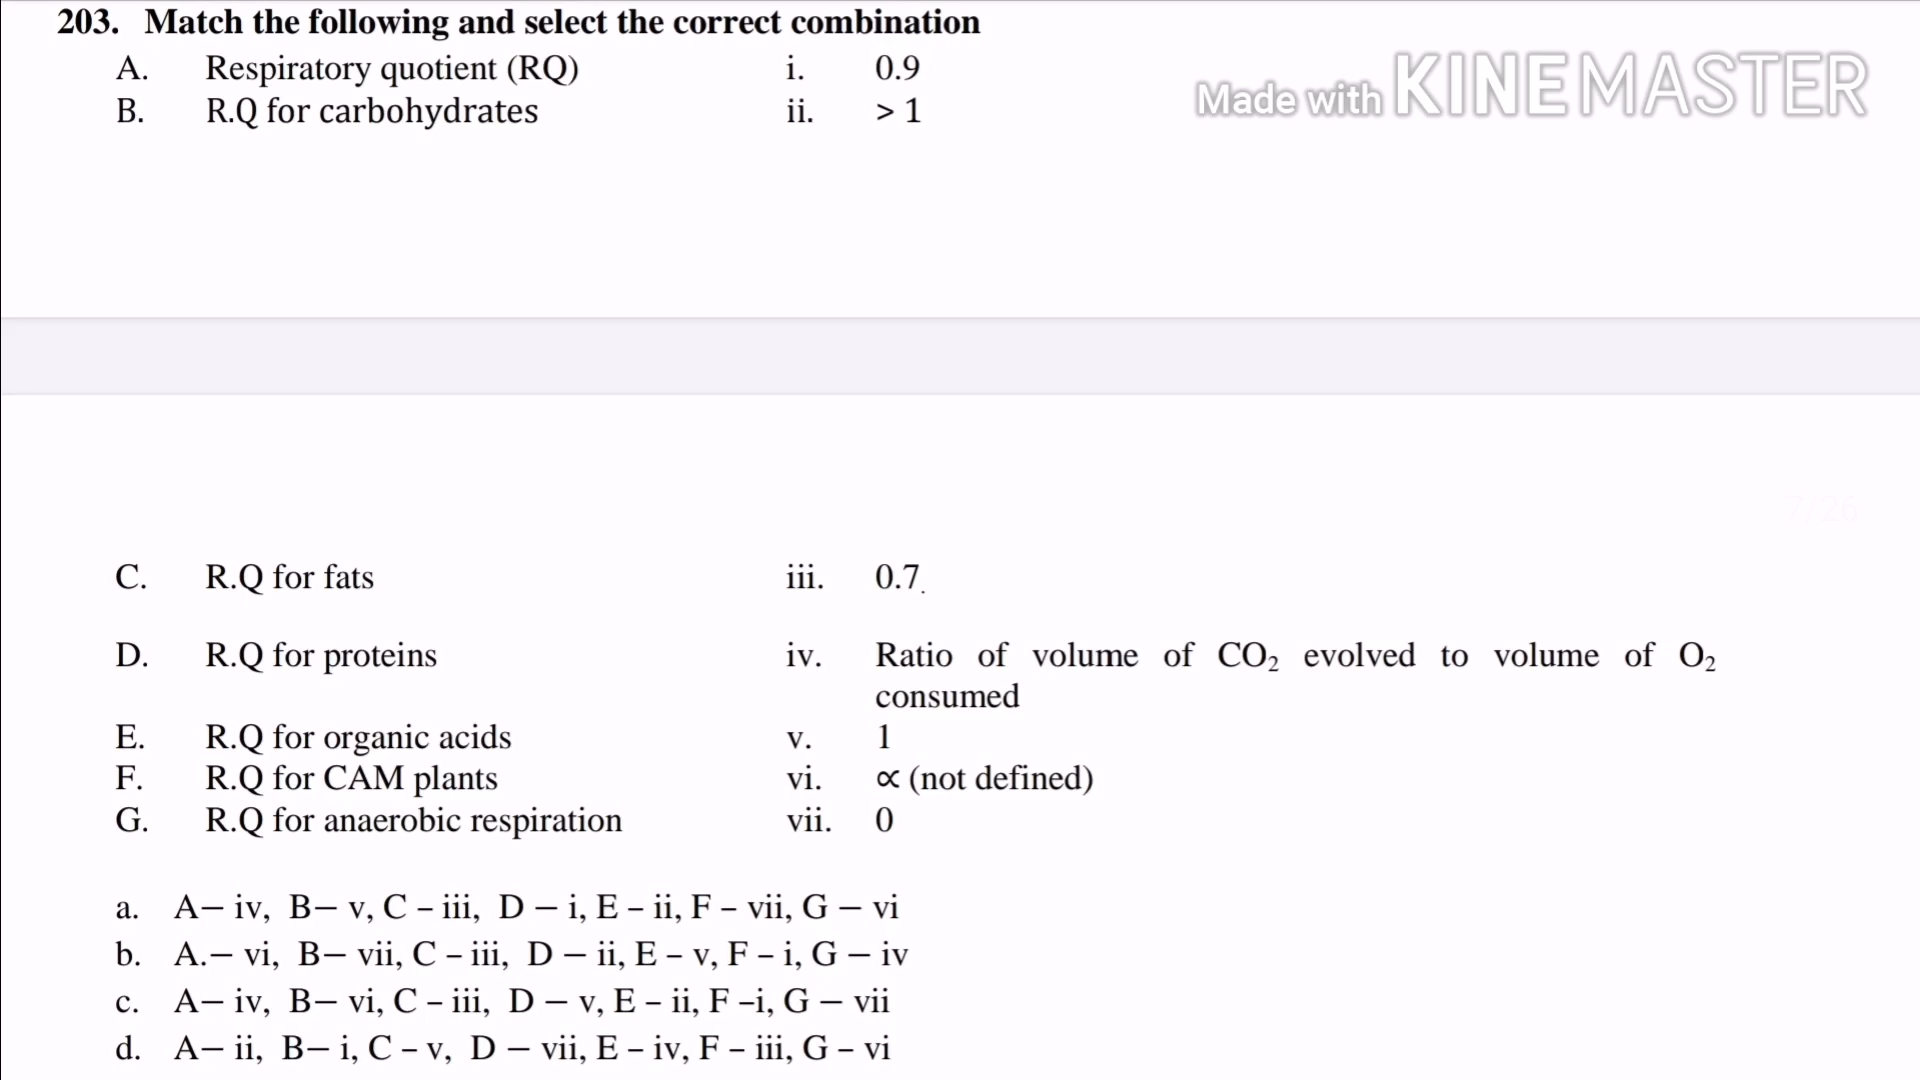 203. Match the following and select the correct combination
A. Respiratory quotient (RQ) i. 0.9
B. R.Q for carbohydrates ii. > 1
Made with KINEMASTER
7/26
C. R.Q for fats iii. 0.7.
D. R.Q for proteins iv. Ratio of volume of CO₂ evolved to volume of O₂
consumed
E. R.Q for organic acids v. 1
F. R.Q for CAM plants vi. ∝ (not defined)
G. R.Q for anaerobic respiration vii. 0
a. A– iv, B– v, C – iii, D – i, E – ii, F – vii, G – vi
b. A.– vi, B– vii, C – iii, D – ii, E – v, F – i, G – iv
c. A– iv, B– vi, C – iii, D – v, E – ii, F –i, G – vii
d. A– ii, B– i, C – v, D – vii, E – iv, F – iii, G – vi